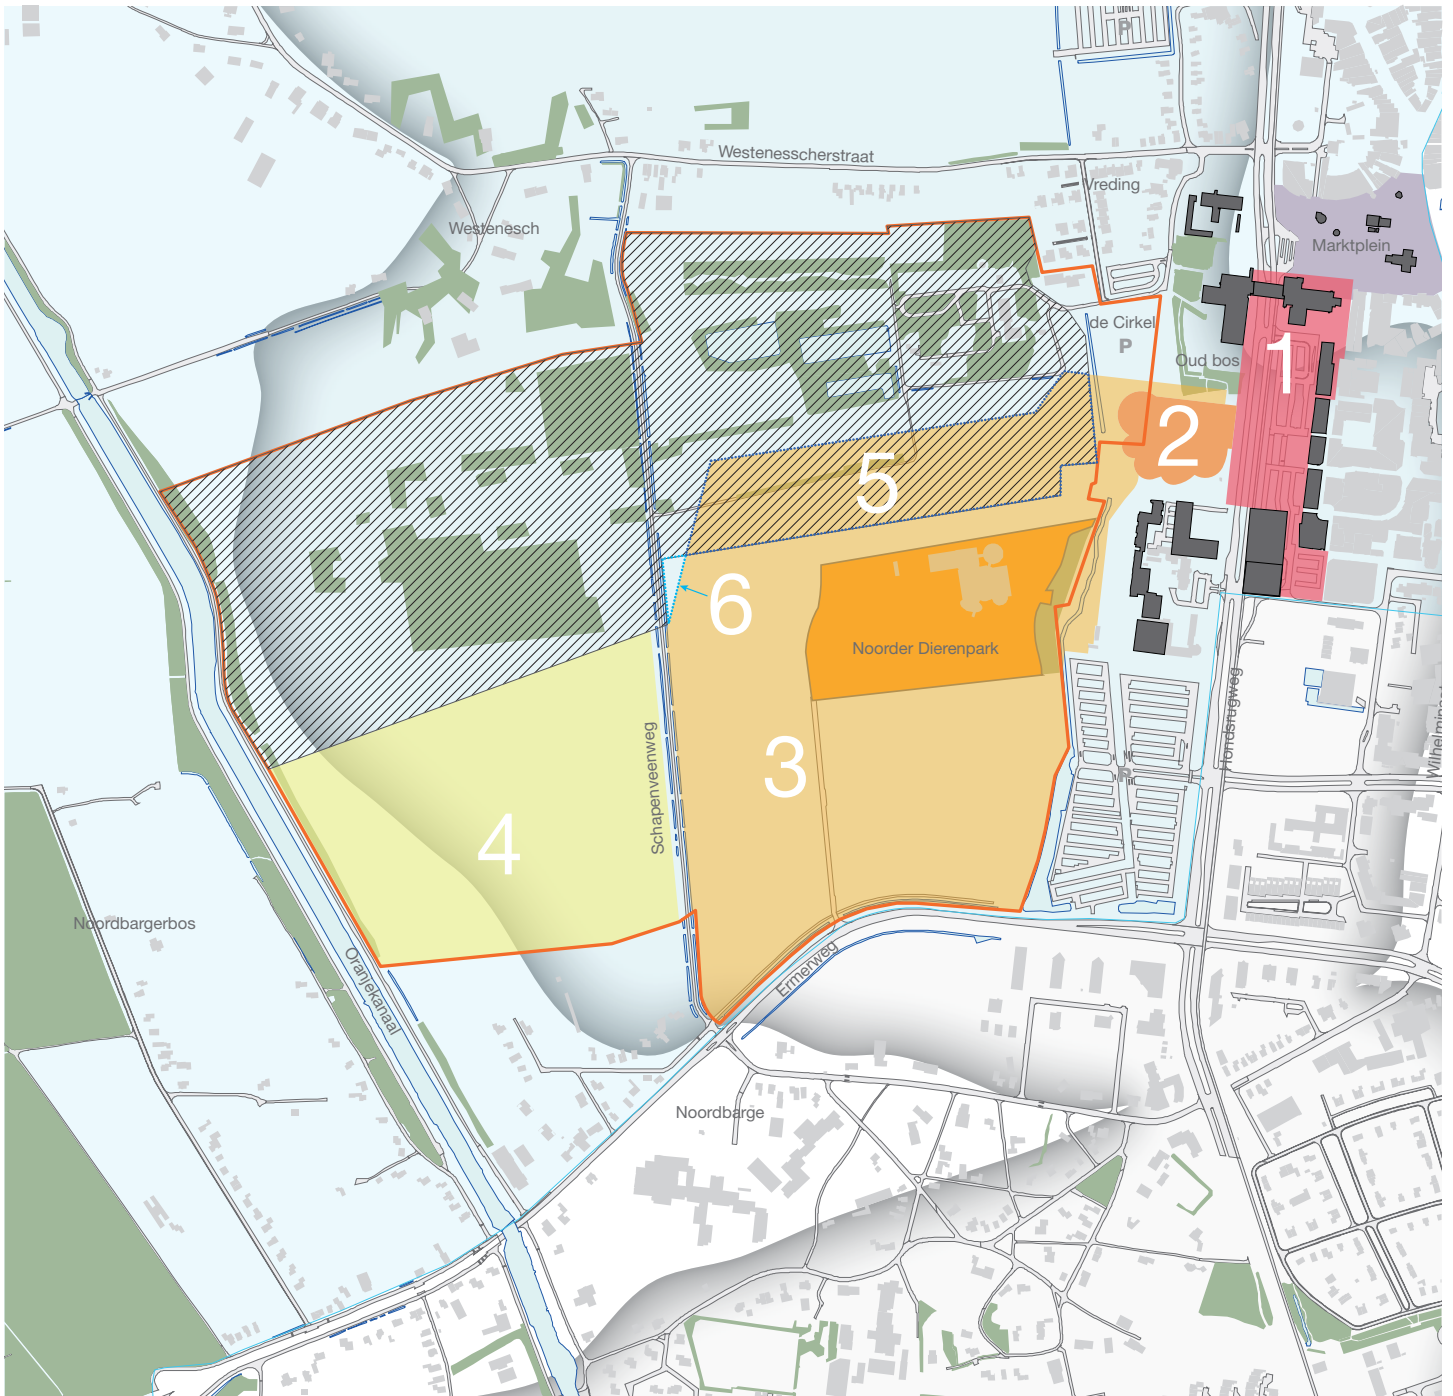 P
Westenesscherstraat
Vreding
Westenesch
Marktplein
de Cirkel
P
Oud bos
1
2
5
6
Noorder Dierenpark
3
Schapenveenweg
Hondsrugweg
P
4
Noordbargerbos
Oranjekanaal
Ermerweg
Noordbarge